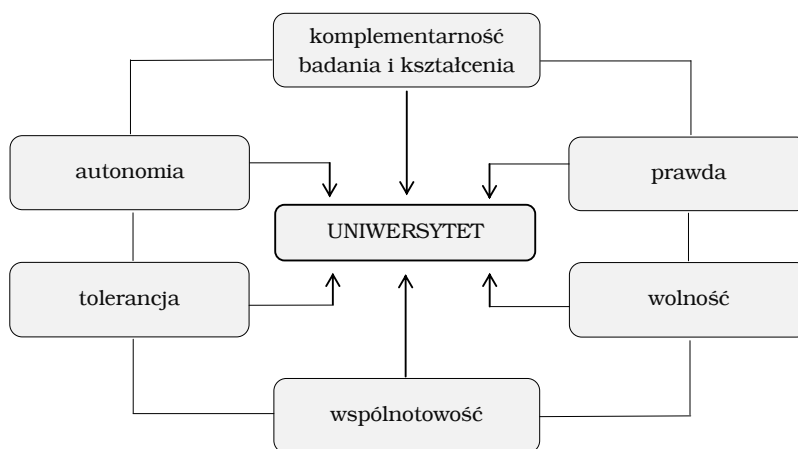 komplementarność
badania i kształcenia
autonomia
prawda
UNIWERSYTET
tolerancja
wolność
wspólnotowość